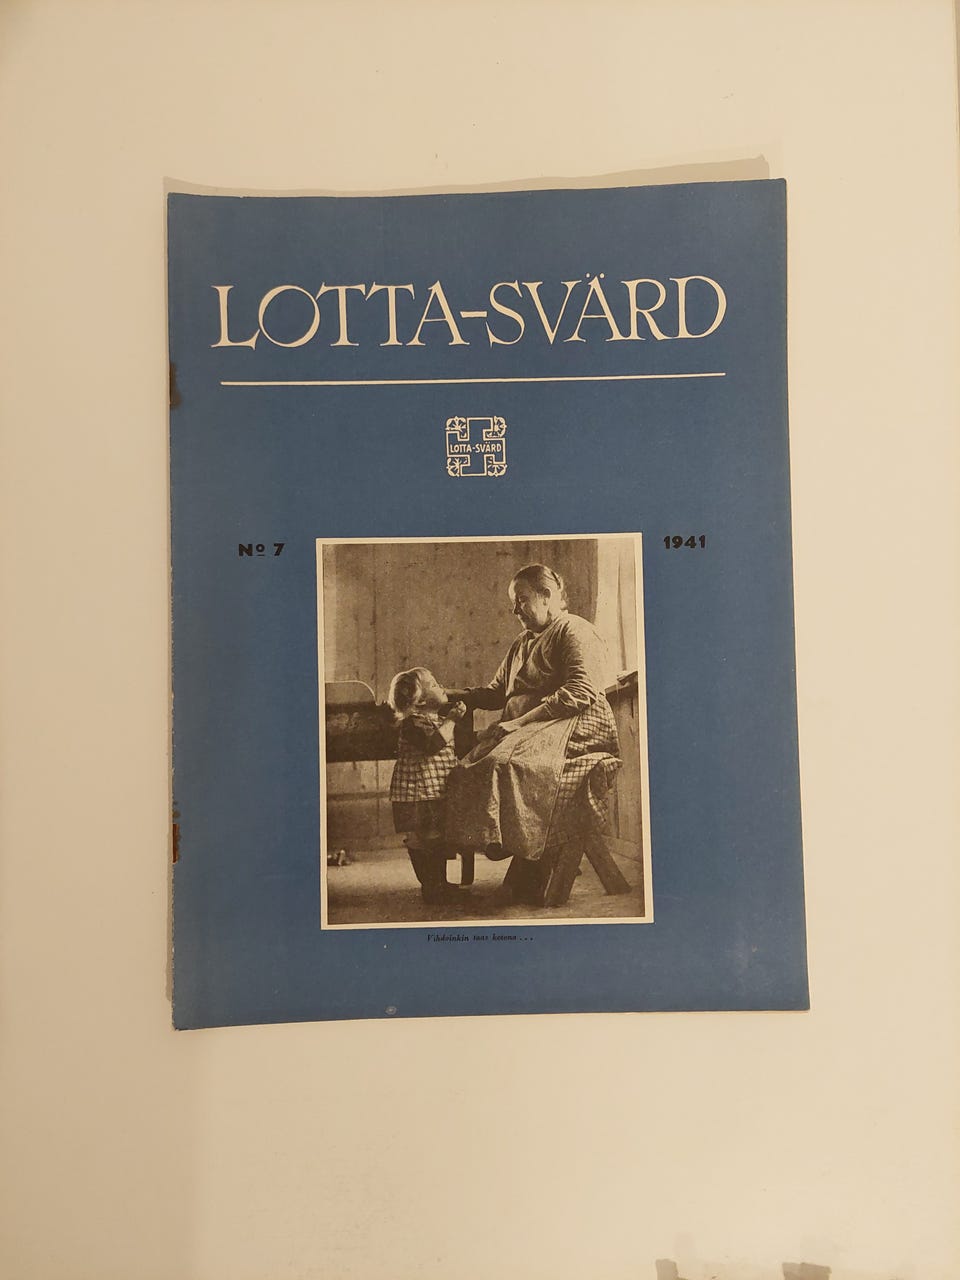 LOTTA-SVÄRD
LOTTA-SVÄRD
Nº 7
1941
Vihdoinkin taas kotona ...